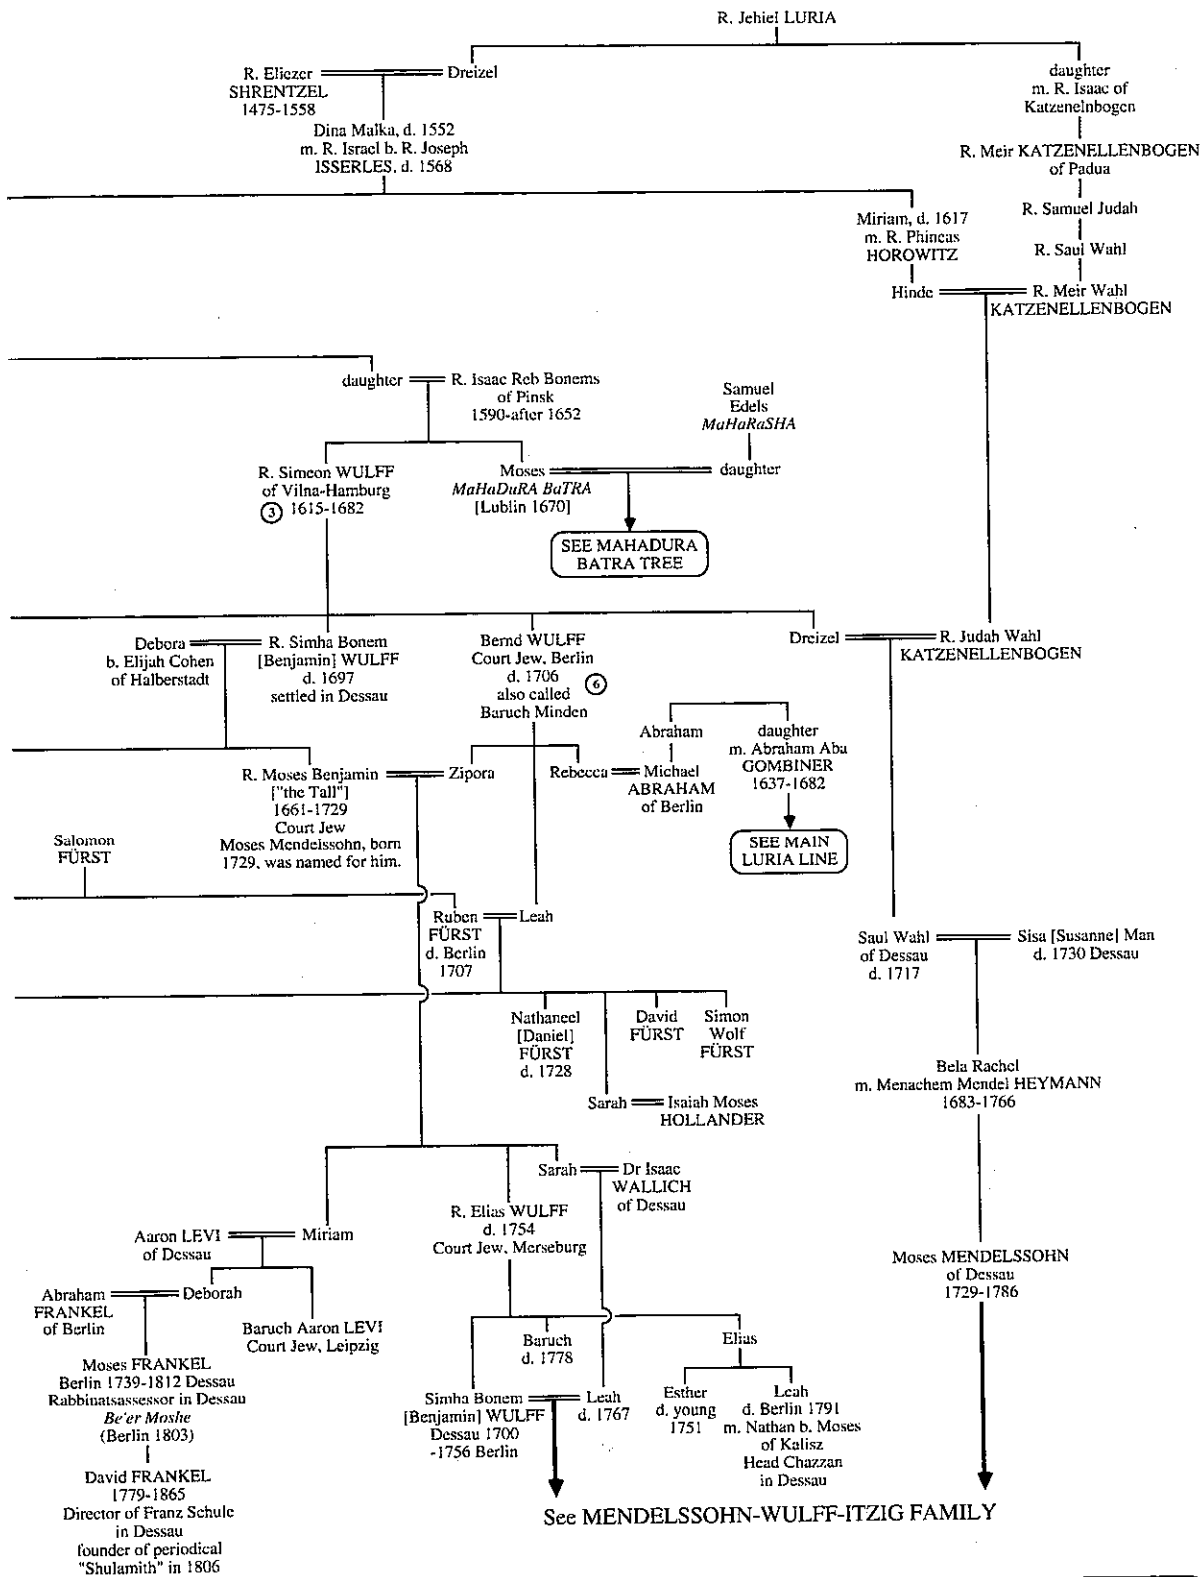 R. Jehiel LURIA
R. Eliezer
SHRENTZEL
1475-1558
Dreizel
daughter
m. R. Isaac of
Katzenelnbogen
Dina Malka, d. 1552
m. R. Israel b. R. Joseph
ISSERLES, d. 1568
R. Meir KATZENELLENBOGEN
of Padua
Miriam, d. 1617
m. R. Phineas
HOROWITZ
R. Samuel Judah
R. Saul Wahl
Hinde
R. Meir Wahl
KATZENELLENBOGEN
daughter
R. Isaac Reb Bonems
of Pinsk
1590-after 1652
Samuel
Edels
MaHaRaSHA
R. Simeon WULFF
of Vilna-Hamburg
3 1615-1682
Moses
MaHaDuRA BaTRA
[Lublin 1670]
daughter
SEE MAHADURA
BATRA TREE
Debora
b. Elijah Cohen
of Halberstadt
R. Simha Bonem
[Benjamin] WULFF
d. 1697
settled in Dessau
Bernd WULFF
Court Jew, Berlin
d. 1706
6
also called
Baruch Minden
Dreizel
R. Judah Wahl
KATZENELLENBOGEN
R. Moses Benjamin
["the Tall"]
1661-1729
Court Jew
Moses Mendelssohn, born
1729, was named for him.
Zipora
Rebecca
Abraham
Michael
ABRAHAM
of Berlin
daughter
m. Abraham Aba
GOMBINER
1637-1682
SEE MAIN
LURIA LINE
Salomon
FÜRST
Ruben
FÜRST
d. Berlin
1707
Leah
Saul Wahl
of Dessau
d. 1717
Sisa [Susanne] Man
d. 1730 Dessau
Nathaneel
[Daniel]
FÜRST
d. 1728
David
FÜRST
Simon
Wolf
FÜRST
Sarah
Isaiah Moses
HOLLANDER
Bela Rachel
m. Menachem Mendel HEYMANN
1683-1766
Sarah
Dr Isaac
WALLICH
of Dessau
R. Elias WULFF
d. 1754
Court Jew, Merseburg
Aaron LEVI
of Dessau
Miriam
Moses MENDELSSOHN
of Dessau
1729-1786
Abraham
FRANKEL
of Berlin
Deborah
Baruch Aaron LEVI
Court Jew, Leipzig
Baruch
d. 1778
Elias
Moses FRANKEL
Berlin 1739-1812 Dessau
Rabbinatsassessor in Dessau
Be'er Moshe
(Berlin 1803)
Simha Bonem
[Benjamin] WULFF
Dessau 1700
-1756 Berlin
Leah
d. 1767
Esther
d. young
1751
Leah
d. Berlin 1791
m. Nathan b. Moses
of Kalisz
Head Chazzan
in Dessau
David FRANKEL
1779-1865
Director of Franz Schule
in Dessau
founder of periodical
"Shulamith" in 1806
See MENDELSSOHN-WULFF-ITZIG FAMILY